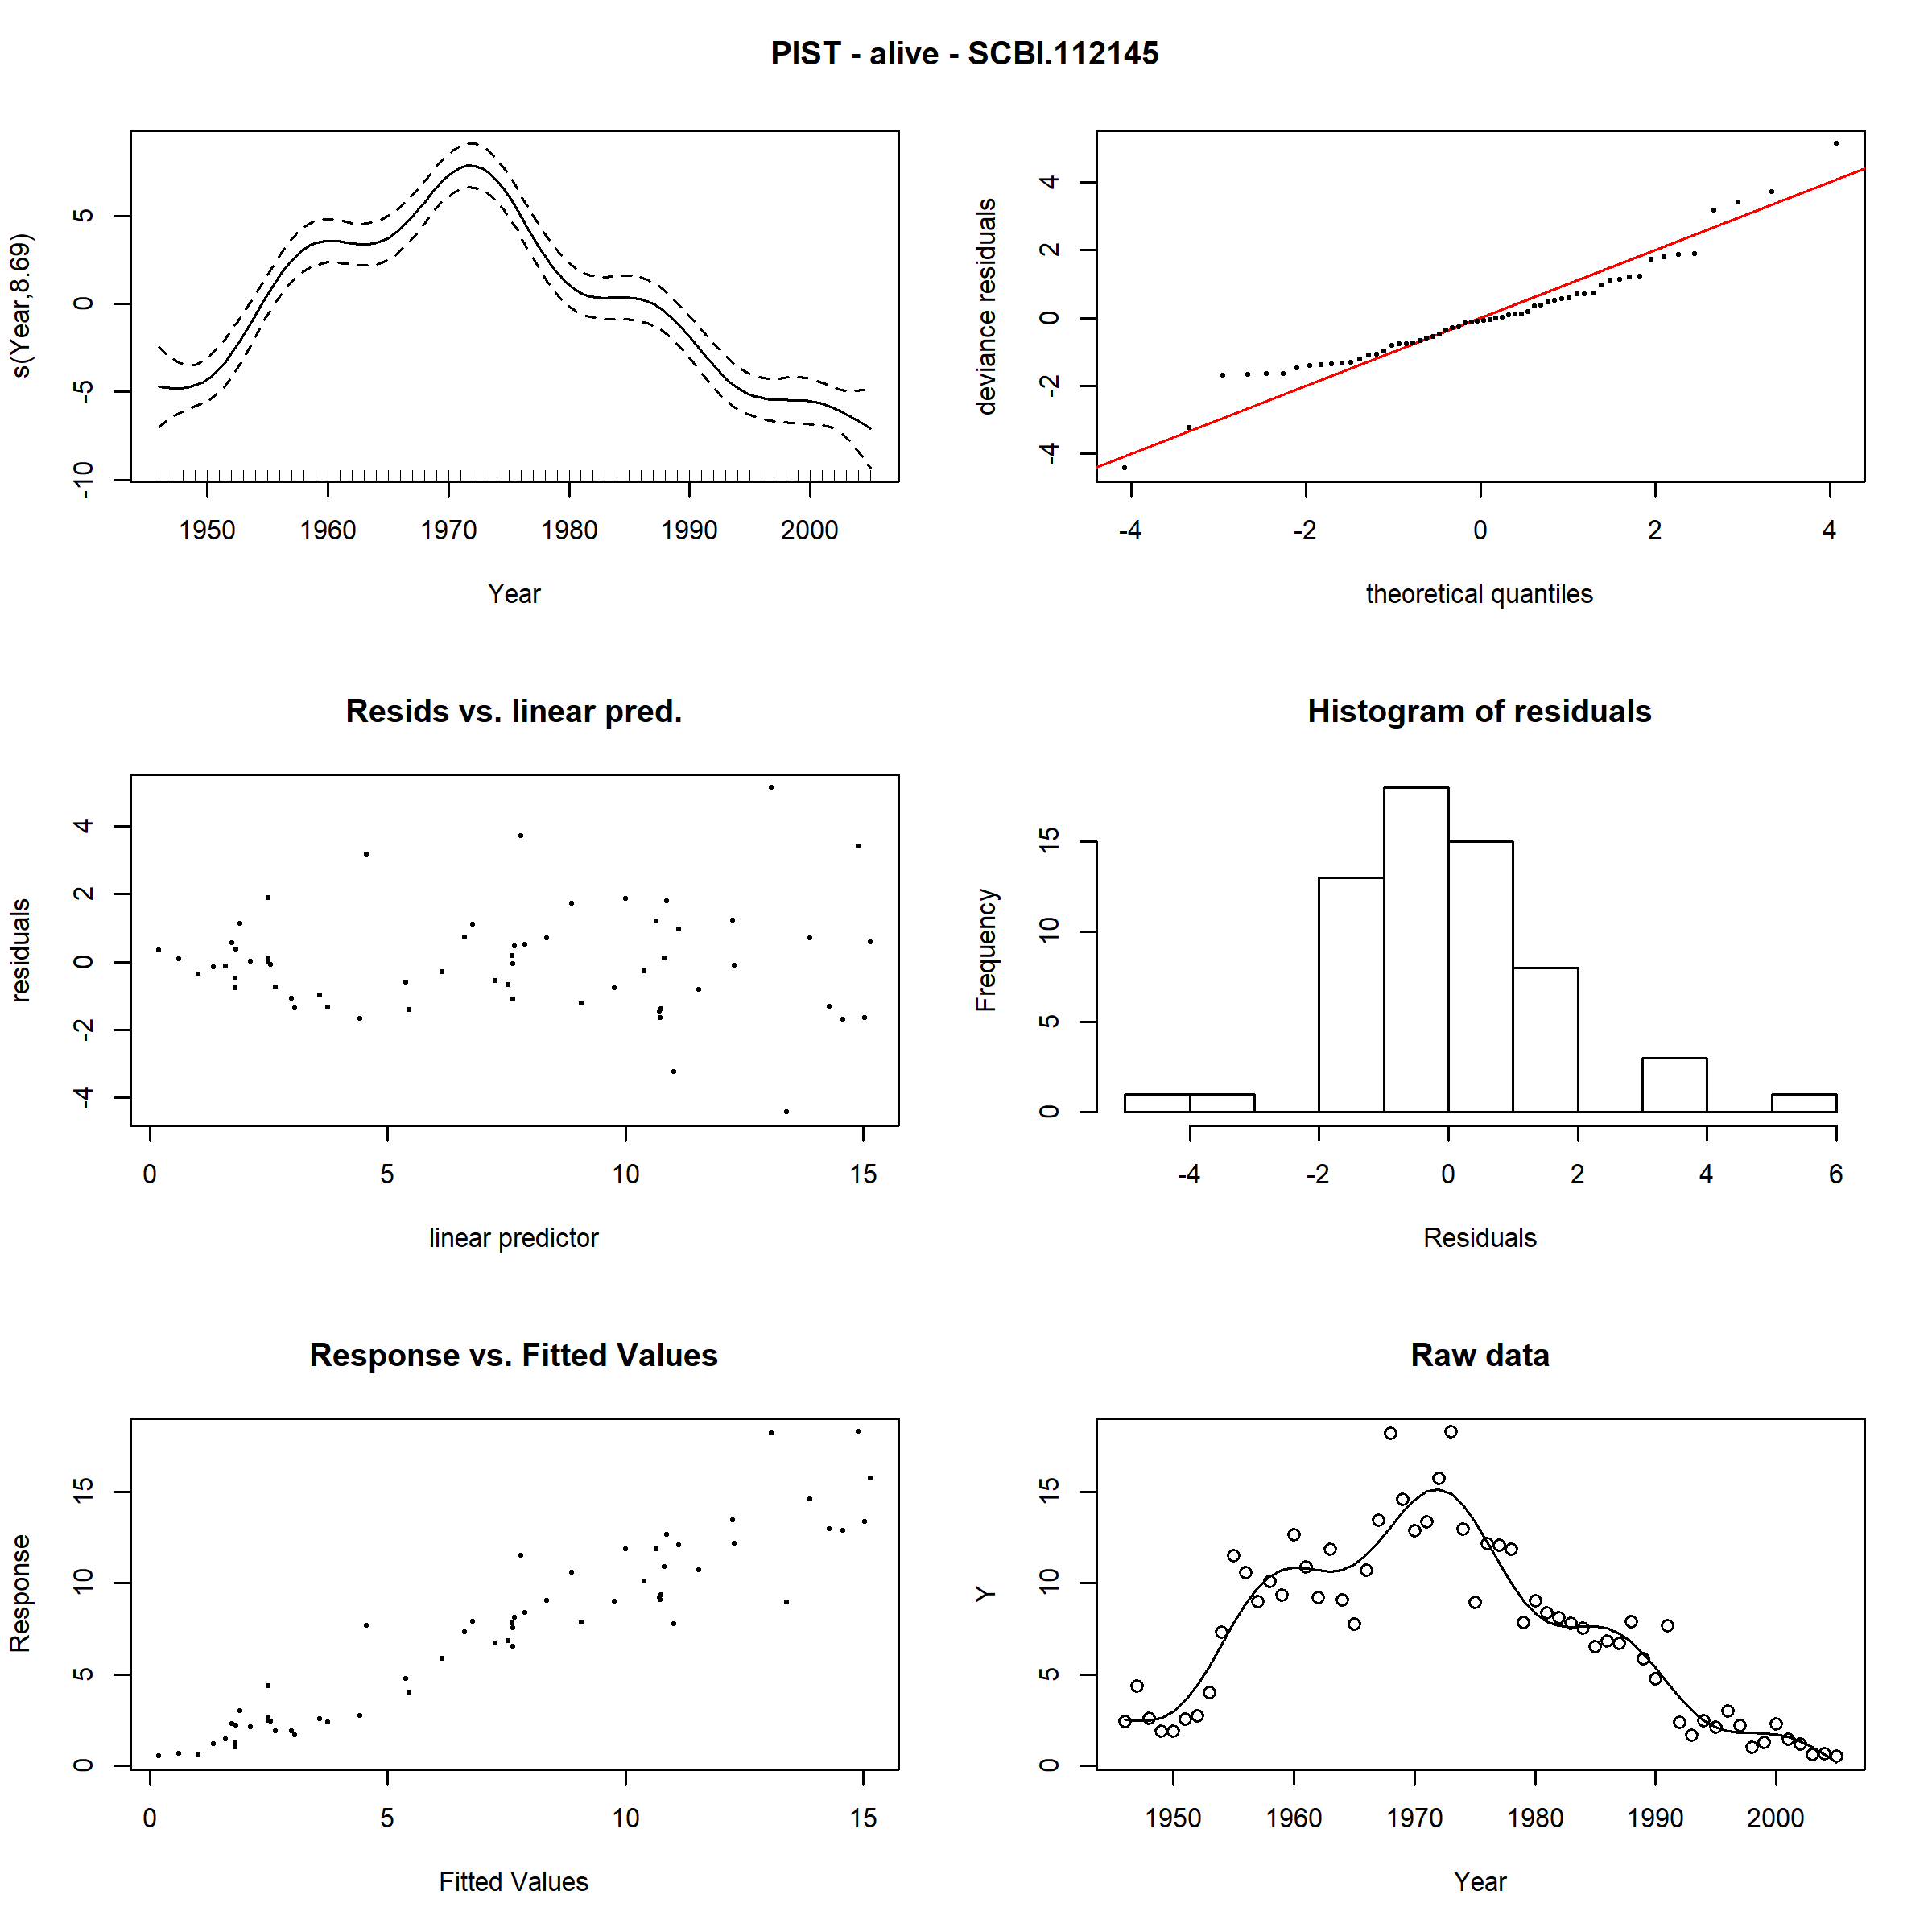 PIST - alive - SCBI.112145
s(Year,8.69)
-10
-5
0
5
1950 1960 1970 1980 1990 2000
Year
deviance residuals
-4
-2
0
2
4
-4 -2 0 2 4
theoretical quantiles
Resids vs. linear pred.
residuals
-4
-2
0
2
4
0 5 10 15
linear predictor
Histogram of residuals
Frequency
0
5
10
15
-4 -2 0 2 4 6
Residuals
Response vs. Fitted Values
Response
0
5
10
15
0 5 10 15
Fitted Values
Raw data
Y
0
5
10
15
1950 1960 1970 1980 1990 2000
Year